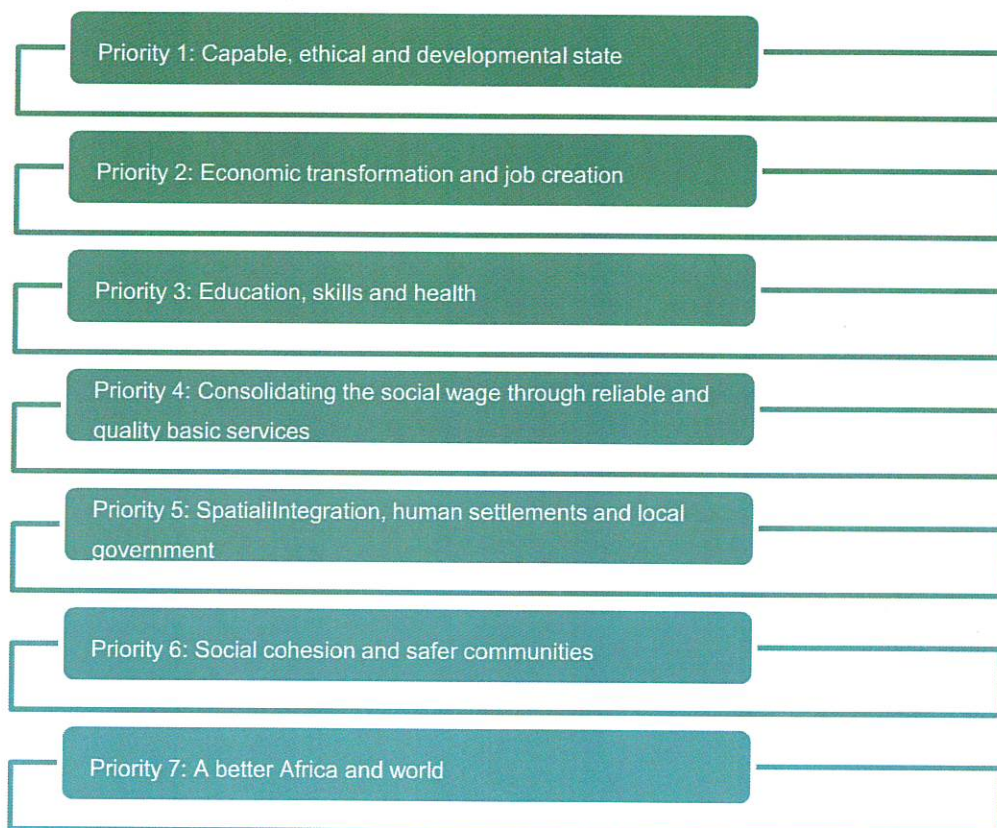 Priority 1: Capable, ethical and developmental state
Priority 2: Economic transformation and job creation
Priority 3: Education, skills and health
Priority 4: Consolidating the social wage through reliable and
quality basic services
Priority 5: SpatialiIntegration, human settlements and local
government
Priority 6: Social cohesion and safer communities
Priority 7: A better Africa and world